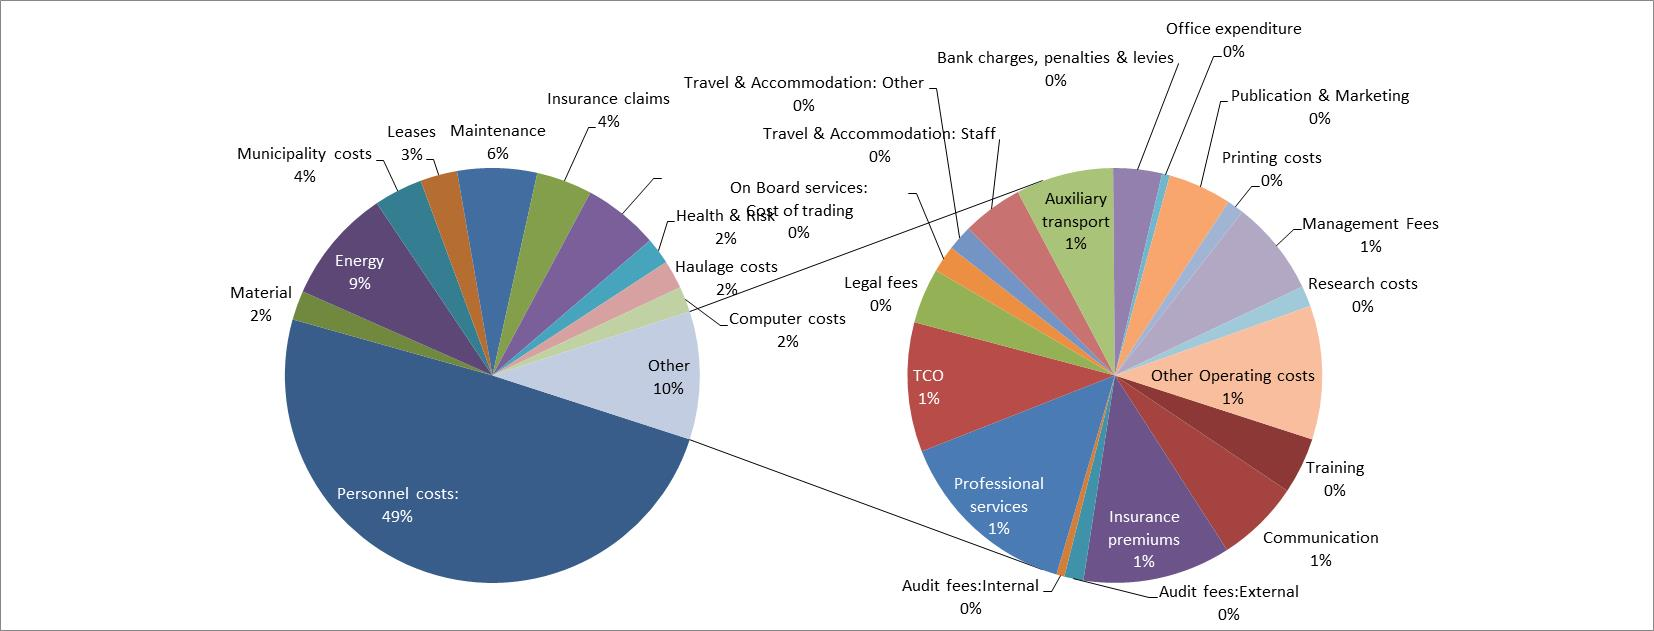 Personnel costs:
49%
Material
2%
Energy
9%
Municipality costs
4%
Leases
3%
Maintenance
6%
Insurance claims
4%
Health & Risk
2%
Haulage costs
2%
Computer costs
2%
Other
10%
Office expenditure
0%
Bank charges, penalties & levies
0%
Travel & Accommodation: Other
0%
Travel & Accommodation: Staff
0%
On Board services:
Cost of trading
0%
Legal fees
0%
TCO
1%
Professional
services
1%
Audit fees:Internal
0%
Audit fees:External
0%
Insurance
premiums
1%
Communication
1%
Training
0%
Other Operating costs
1%
Research costs
0%
Management Fees
1%
Printing costs
0%
Publication & Marketing
0%
Auxiliary
transport
1%